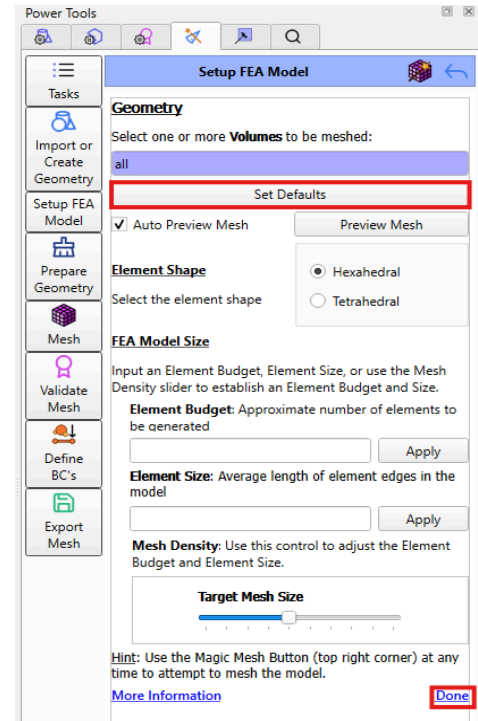 Power Tools
Tasks
Import or
Create
Geometry
Setup FEA
Model
Prepare
Geometry
Mesh
Validate
Mesh
Define
BC's
Export
Mesh
Setup FEA Model
Geometry
Select one or more Volumes to be meshed:
all
Set Defaults
Auto Preview Mesh
Preview Mesh
Element Shape
Select the element shape
Hexahedral
Tetrahedral
FEA Model Size
Input an Element Budget, Element Size, or use the Mesh
Density slider to establish an Element Budget and Size.
Element Budget: Approximate number of elements to
be generated
Apply
Element Size: Average length of element edges in the
model
Apply
Mesh Density: Use this control to adjust the Element
Budget and Element Size.
Target Mesh Size
Hint: Use the Magic Mesh Button (top right corner) at any
time to attempt to mesh the model.
More Information
Done